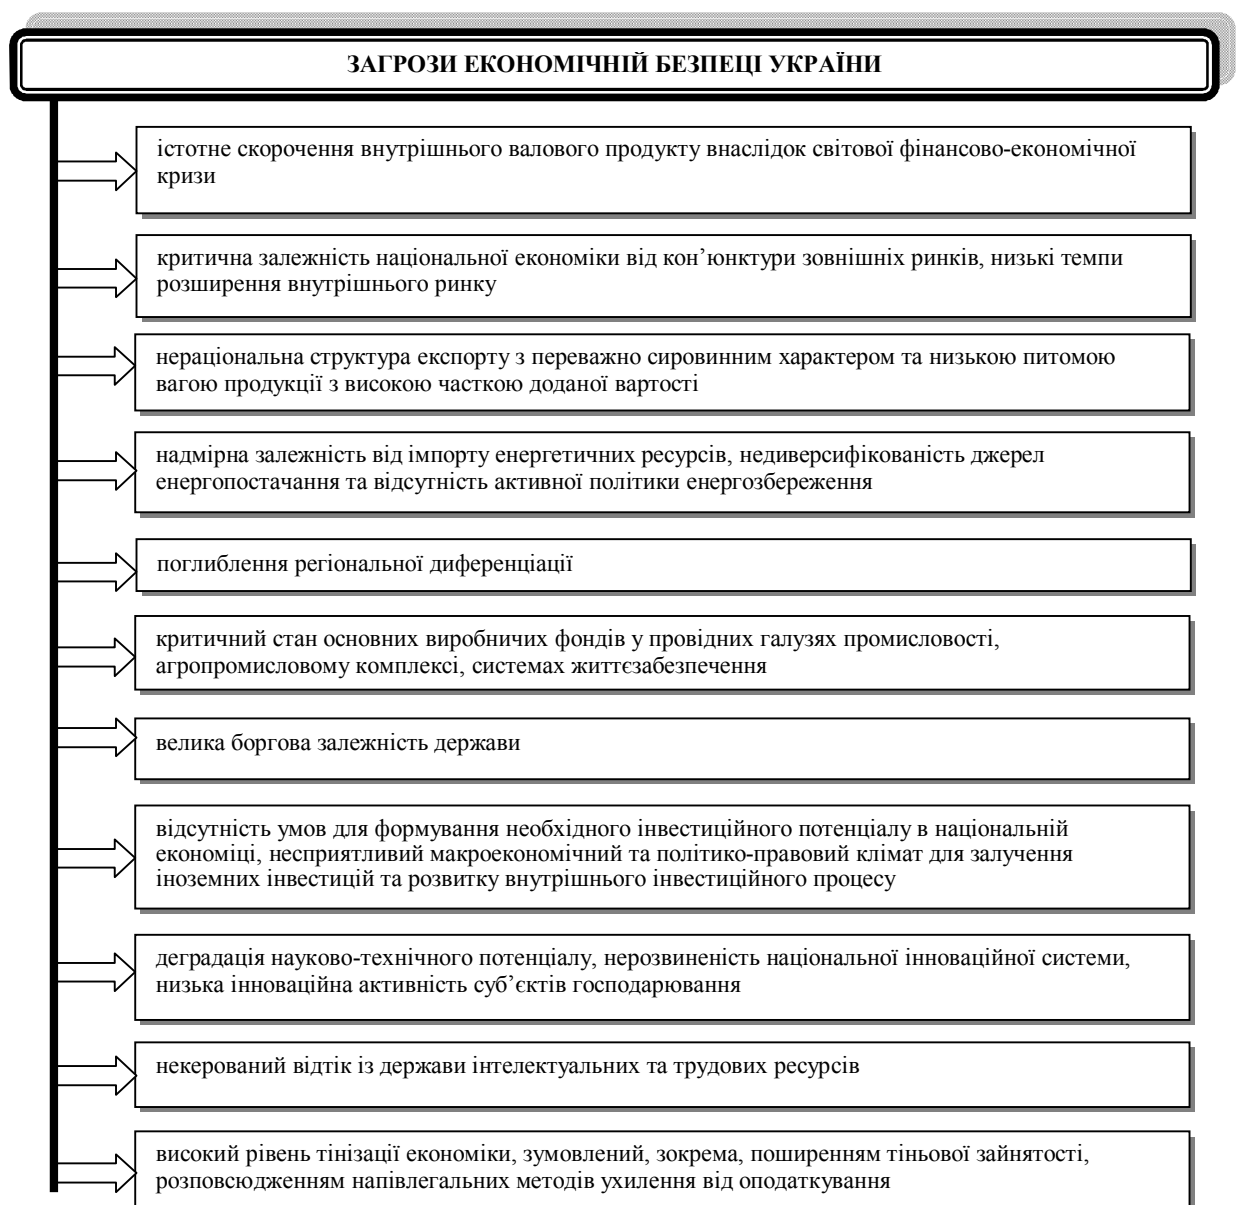 ЗАГРОЗИ ЕКОНОМІЧНІЙ БЕЗПЕЦІ УКРАЇНИ
істотне скорочення внутрішнього валового продукту внаслідок світової фінансово-економічної
кризи
критична залежність національної економіки від кон’юнктури зовнішніх ринків, низькі темпи
розширення внутрішнього ринку
нераціональна структура експорту з переважно сировинним характером та низькою питомою
вагою продукції з високою часткою доданої вартості
надмірна залежність від імпорту енергетичних ресурсів, недиверсифікованість джерел
енергопостачання та відсутність активної політики енергозбереження
поглиблення регіональної диференціації
критичний стан основних виробничих фондів у провідних галузях промисловості,
агропромисловому комплексі, системах життєзабезпечення
велика боргова залежність держави
відсутність умов для формування необхідного інвестиційного потенціалу в національній
економіці, несприятливий макроекономічний та політико-правовий клімат для залучення
іноземних інвестицій та розвитку внутрішнього інвестиційного процесу
деградація науково-технічного потенціалу, нерозвиненість національної інноваційної системи,
низька інноваційна активність суб’єктів господарювання
некерований відтік із держави інтелектуальних та трудових ресурсів
високий рівень тінізації економіки, зумовлений, зокрема, поширенням тіньової зайнятості,
розповсюдженням напівлегальних методів ухилення від оподаткування